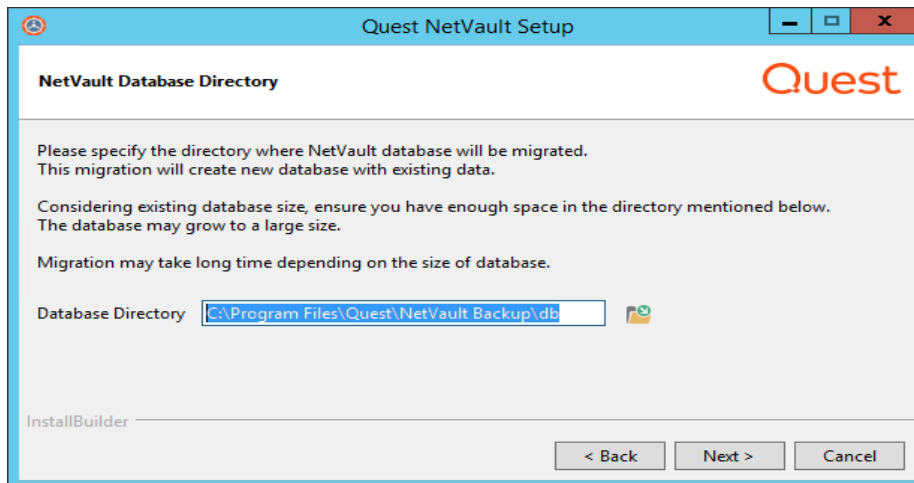 Quest NetVault Setup
NetVault Database Directory
Quest
Please specify the directory where NetVault database will be migrated.
This migration will create new database with existing data.
Considering existing database size, ensure you have enough space in the directory mentioned below.
The database may grow to a large size.
Migration may take long time depending on the size of database.
Database Directory C:\Program Files\Quest\NetVault Backup\db
InstallBuilder
< Back Next > Cancel